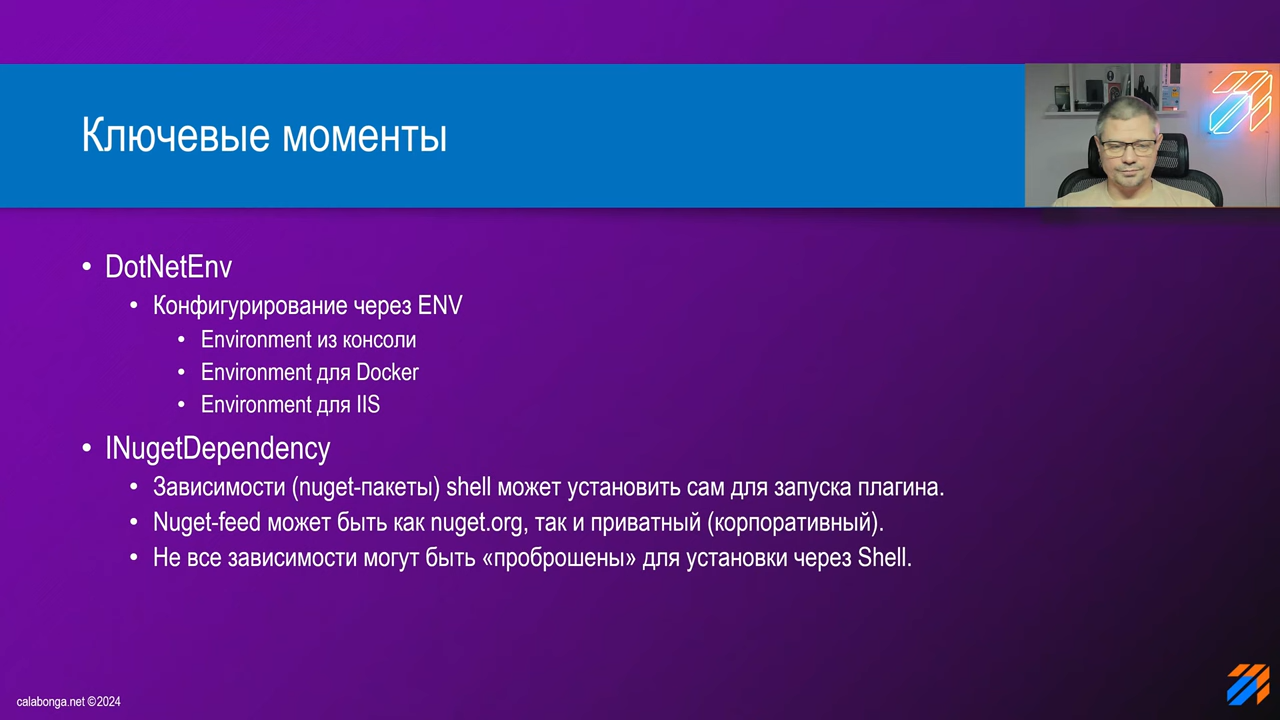 Ключевые моменты
• DotNetEnv
• Конфигурирование через ENV
• Environment из консоли
• Environment для Docker
• Environment для IIS
• INugetDependency
• Зависимости (nuget-пакеты) shell может установить сам для запуска плагина.
• Nuget-feed может быть как nuget.org, так и приватный (корпоративный).
• Не все зависимости могут быть «проброшены» для установки через Shell.
calabonga.net ©2024